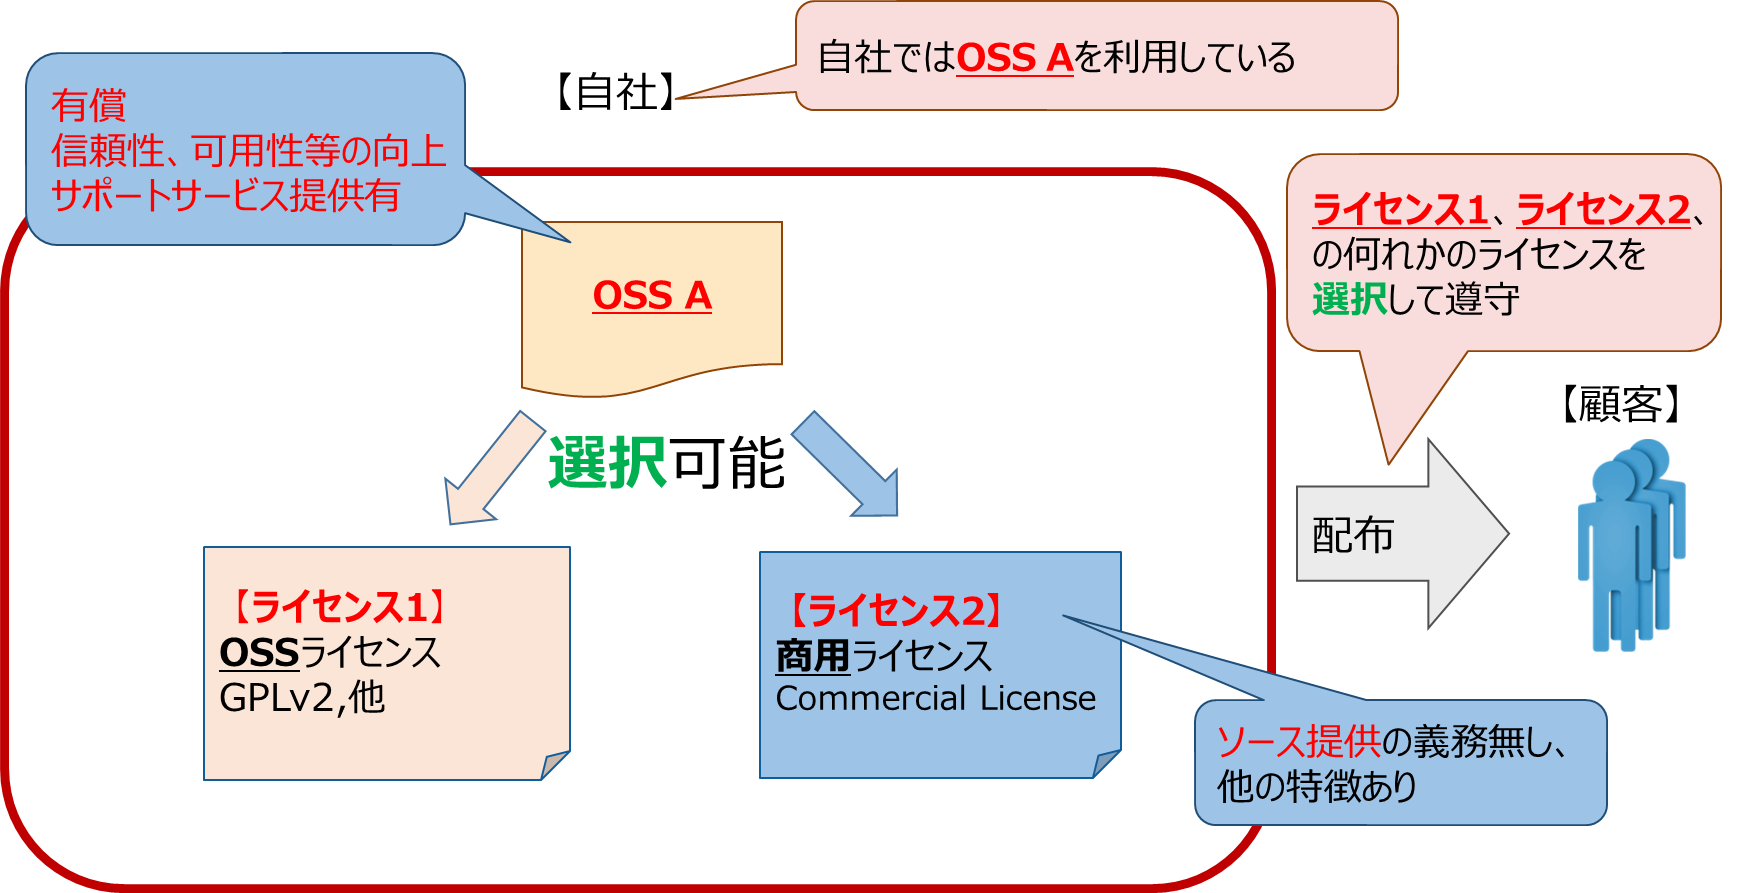 自社ではOSS Aを利用している
【自社】
有償
信頼性、可用性等の向上
サポートサービス提供有
ライセンス1、ライセンス2、
の何れかのライセンスを
選択して遵守
OSS A
【顧客】
選択可能
配布
【ライセンス1】
OSSライセンス
GPLv2,他
【ライセンス2】
商用ライセンス
Commercial License
ソース提供の義務無し、
他の特徴あり